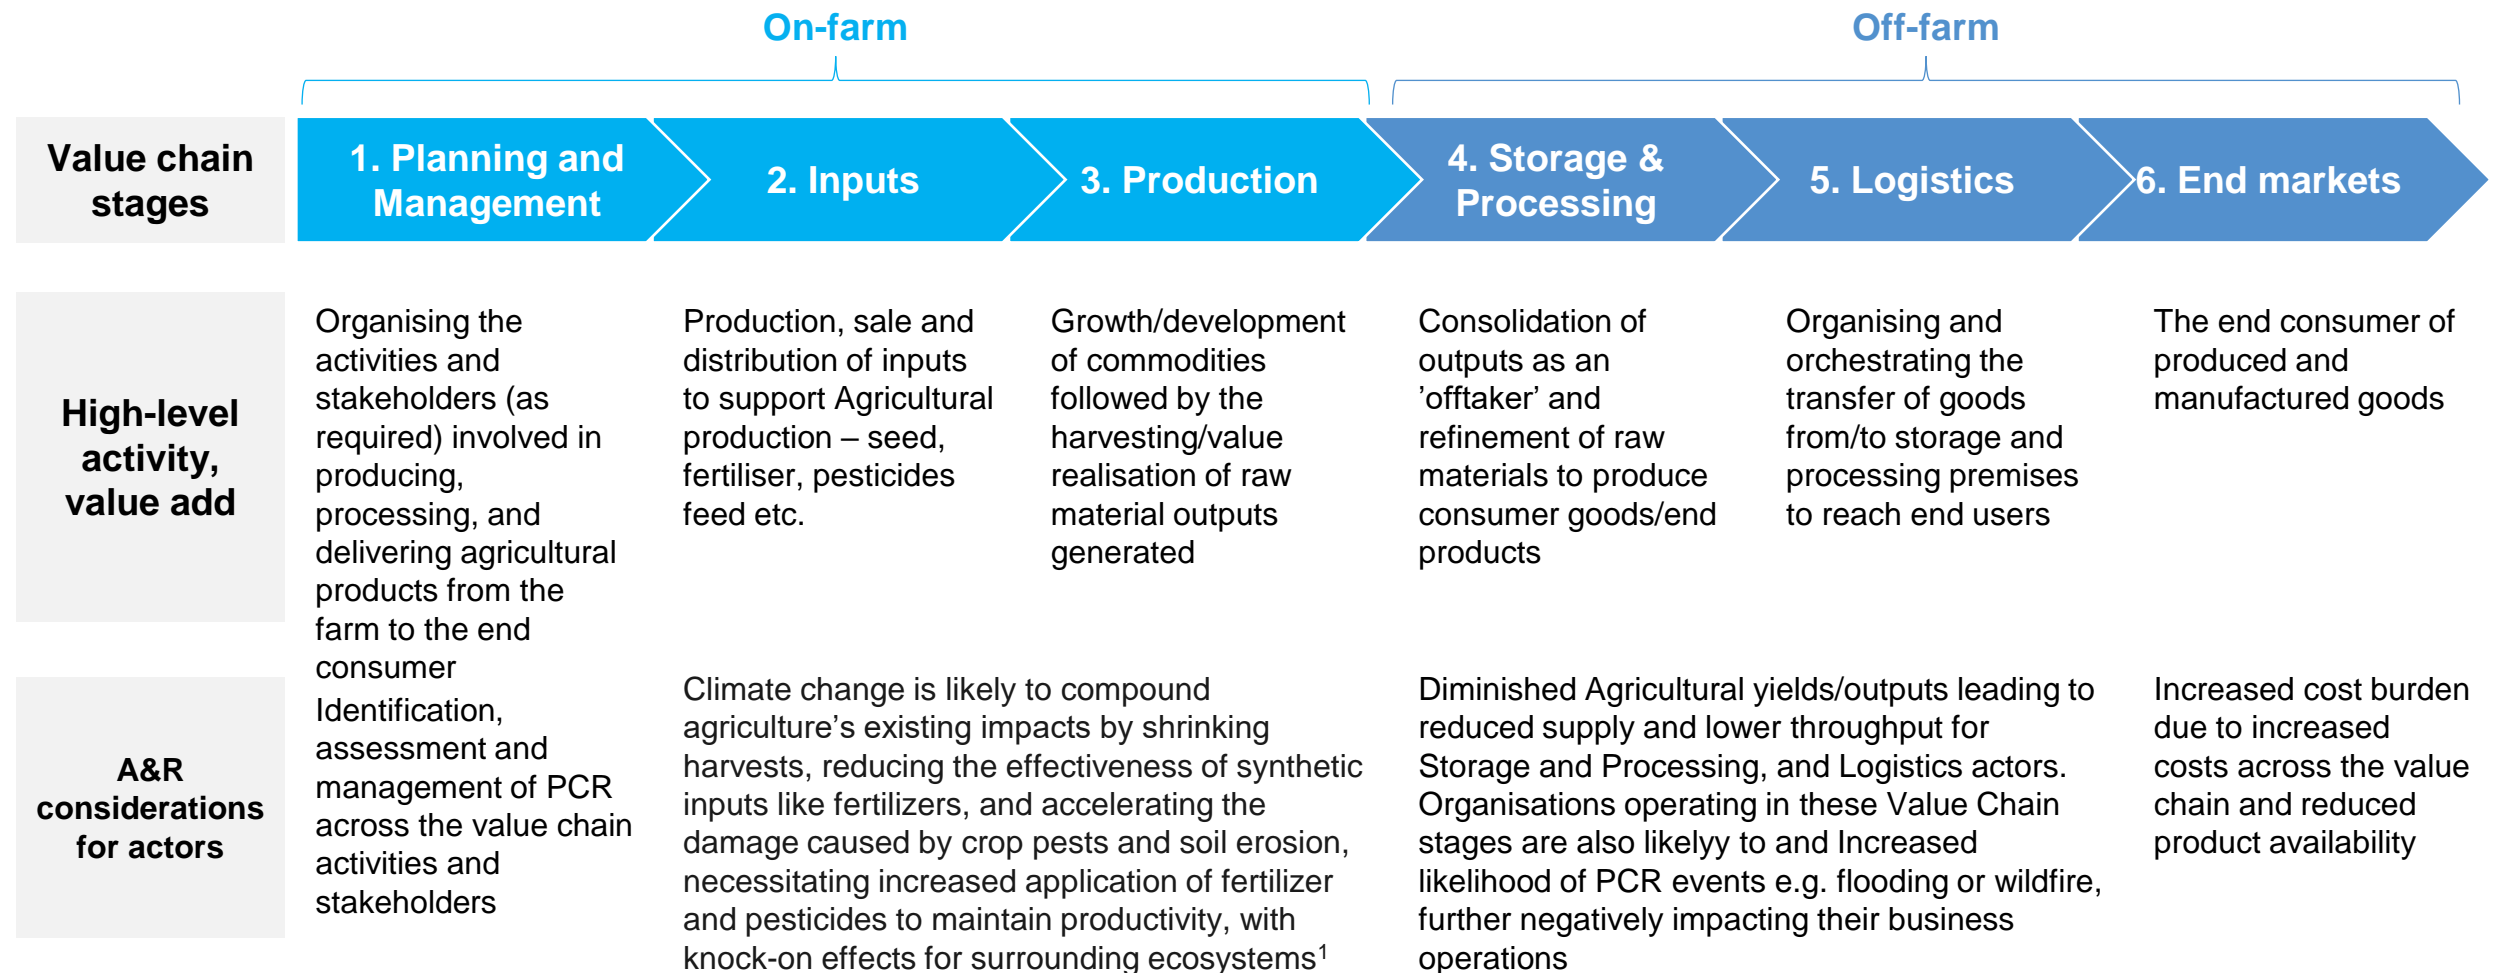 On-farm
Off-farm
Value chain
stages
1. Planning and
Management
2. Inputs
3. Production
4. Storage &
Processing
5. Logistics
6. End markets
High-level
activity,
value add
Organising the
activities and
stakeholders (as
required) involved in
producing,
processing, and
delivering agricultural
products from the
farm to the end
consumer
Production, sale and
distribution of inputs
to support Agricultural
production – seed,
fertiliser, pesticides
feed etc.
Growth/development
of commodities
followed by the
harvesting/value
realisation of raw
material outputs
generated
Consolidation of
outputs as an
’offtaker’ and
refinement of raw
materials to produce
consumer goods/end
products
Organising and
orchestrating the
transfer of goods
from/to storage and
processing premises
to reach end users
The end consumer of
produced and
manufactured goods
A&R
considerations
for actors
Identification,
assessment and
management of PCR
across the value chain
activities and
stakeholders
Climate change is likely to compound
agriculture’s existing impacts by shrinking
harvests, reducing the effectiveness of synthetic
inputs like fertilizers, and accelerating the
damage caused by crop pests and soil erosion,
necessitating increased application of fertilizer
and pesticides to maintain productivity, with
knock-on effects for surrounding ecosystems¹
Diminished Agricultural yields/outputs leading to
reduced supply and lower throughput for
Storage and Processing, and Logistics actors.
Organisations operating in these Value Chain
stages are also likelyy to and Increased
likelihood of PCR events e.g. flooding or wildfire,
further negatively impacting their business
operations
Increased cost burden
due to increased
costs across the value
chain and reduced
product availability